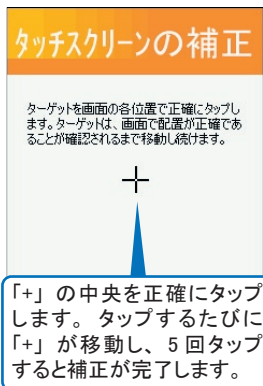 タッチスクリーンの補正
ターゲットを画面の各位置で正確にタップし
ます。ターゲットは、画面で配置が正確であ
ることが確認されるまで移動し続けます。
「+」の中央を正確にタップ
します。タップするたびに
「+」が移動し、5回タップ
すると補正が完了します。